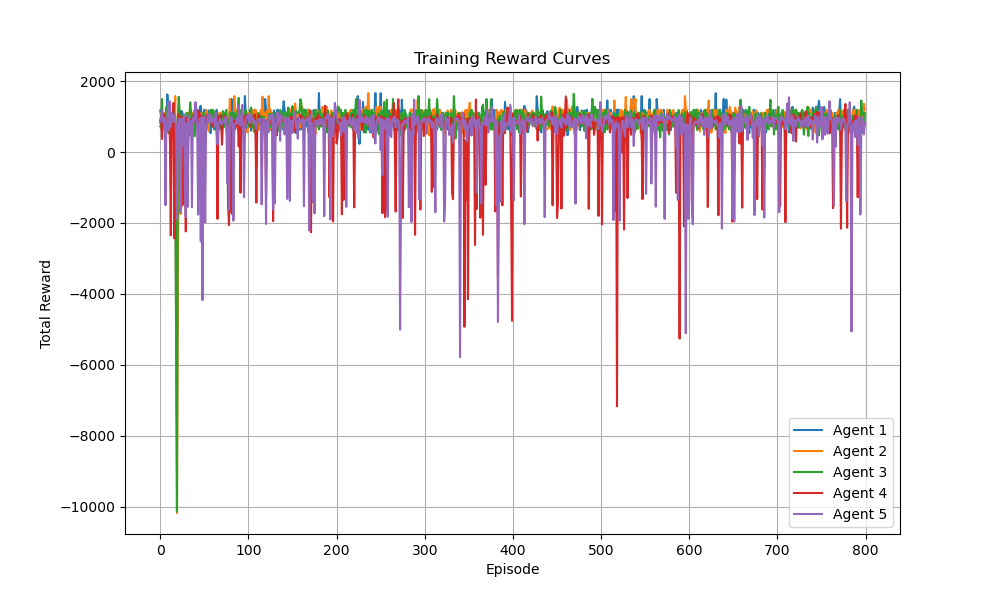 Training Reward Curves
Total Reward
2000
0
−2000
−4000
−6000
−8000
−10000
0 100 200 300 400 500 600 700 800
Episode
Agent 1
Agent 2
Agent 3
Agent 4
Agent 5